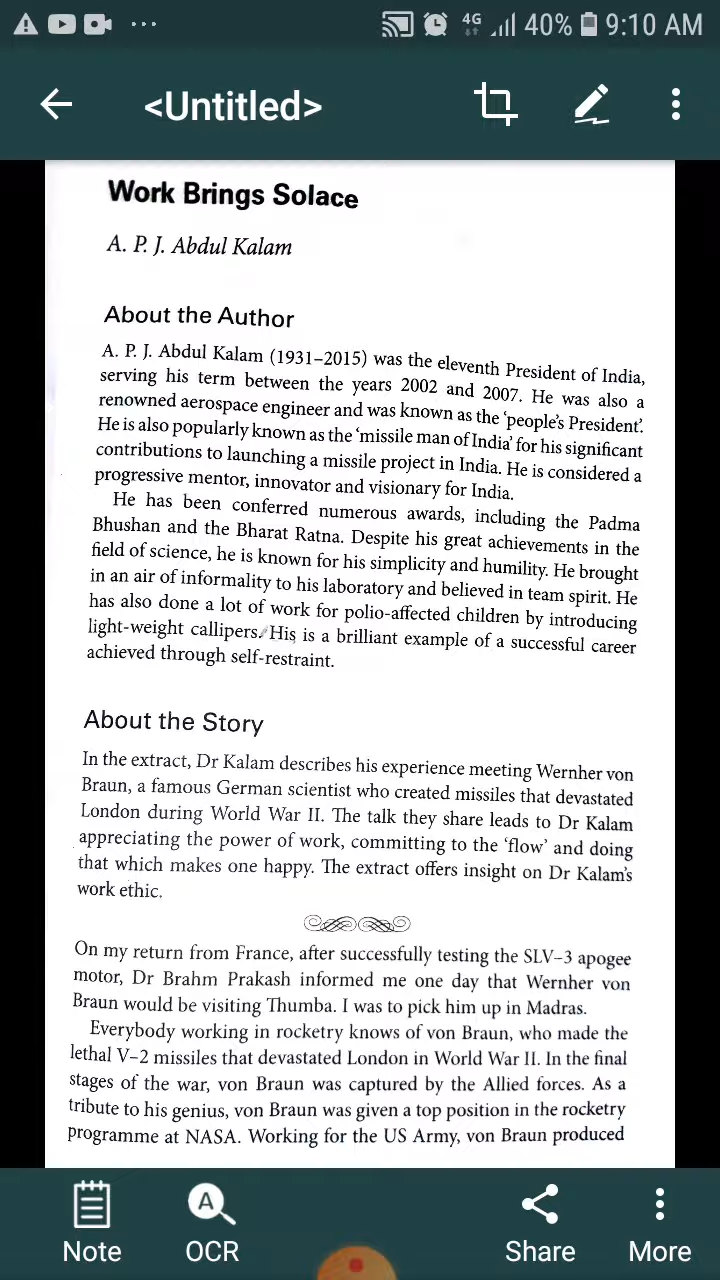 4G 40% 9:10 AM
<Untitled>
Work Brings Solace
A. P. J. Abdul Kalam
About the Author
A. P. J. Abdul Kalam (1931–2015) was the eleventh President of India,
serving his term between the years 2002 and 2007. He was also a
renowned aerospace engineer and was known as the ‘people’s President’.
He is also popularly known as the ‘missile man of India’ for his significant
contributions to launching a missile project in India. He is considered a
progressive mentor, innovator and visionary for India.
He has been conferred numerous awards, including the Padma
Bhushan and the Bharat Ratna. Despite his great achievements in the
field of science, he is known for his simplicity and humility. He brought
in an air of informality to his laboratory and believed in team spirit. He
has also done a lot of work for polio-affected children by introducing
light-weight callipers. His is a brilliant example of a successful career
achieved through self-restraint.
About the Story
In the extract, Dr Kalam describes his experience meeting Wernher von
Braun, a famous German scientist who created missiles that devastated
London during World War II. The talk they share leads to Dr Kalam
appreciating the power of work, committing to the ‘flow’ and doing
that which makes one happy. The extract offers insight on Dr Kalam’s
work ethic.
On my return from France, after successfully testing the SLV–3 apogee
motor, Dr Brahm Prakash informed me one day that Wernher von
Braun would be visiting Thumba. I was to pick him up in Madras.
Everybody working in rocketry knows of von Braun, who made the
lethal V–2 missiles that devastated London in World War II. In the final
stages of the war, von Braun was captured by the Allied forces. As a
tribute to his genius, von Braun was given a top position in the rocketry
programme at NASA. Working for the US Army, von Braun produced
A
Note OCR Share More